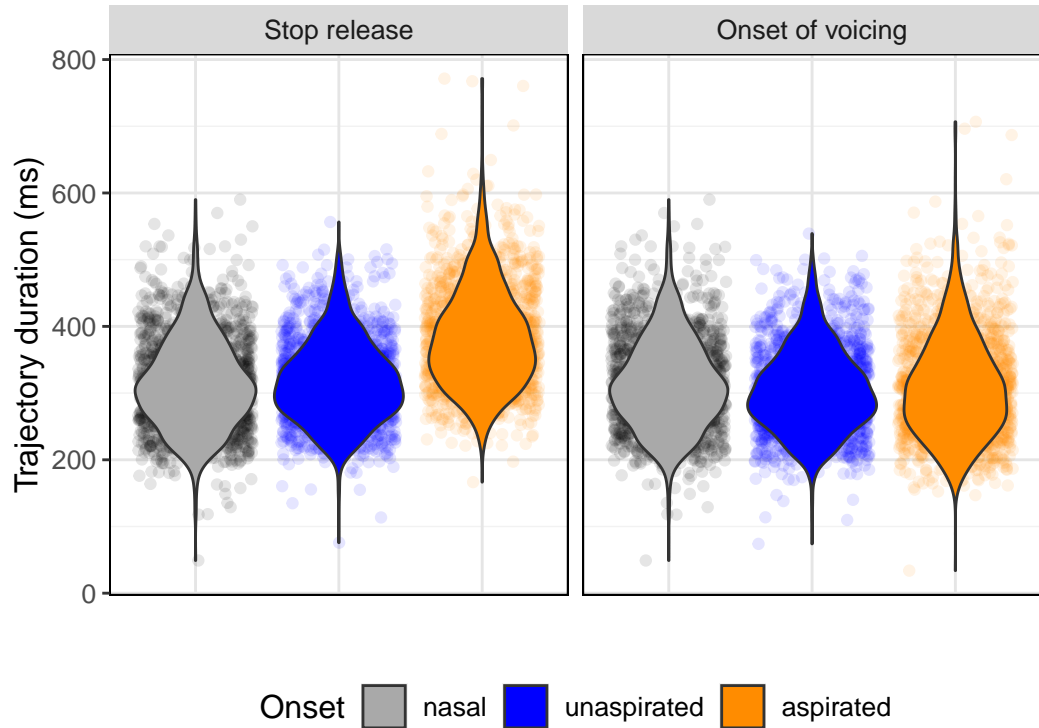 Stop release
Onset of voicing
Trajectory duration (ms)
800
600
400
200
0
Onset nasal unaspirated aspirated